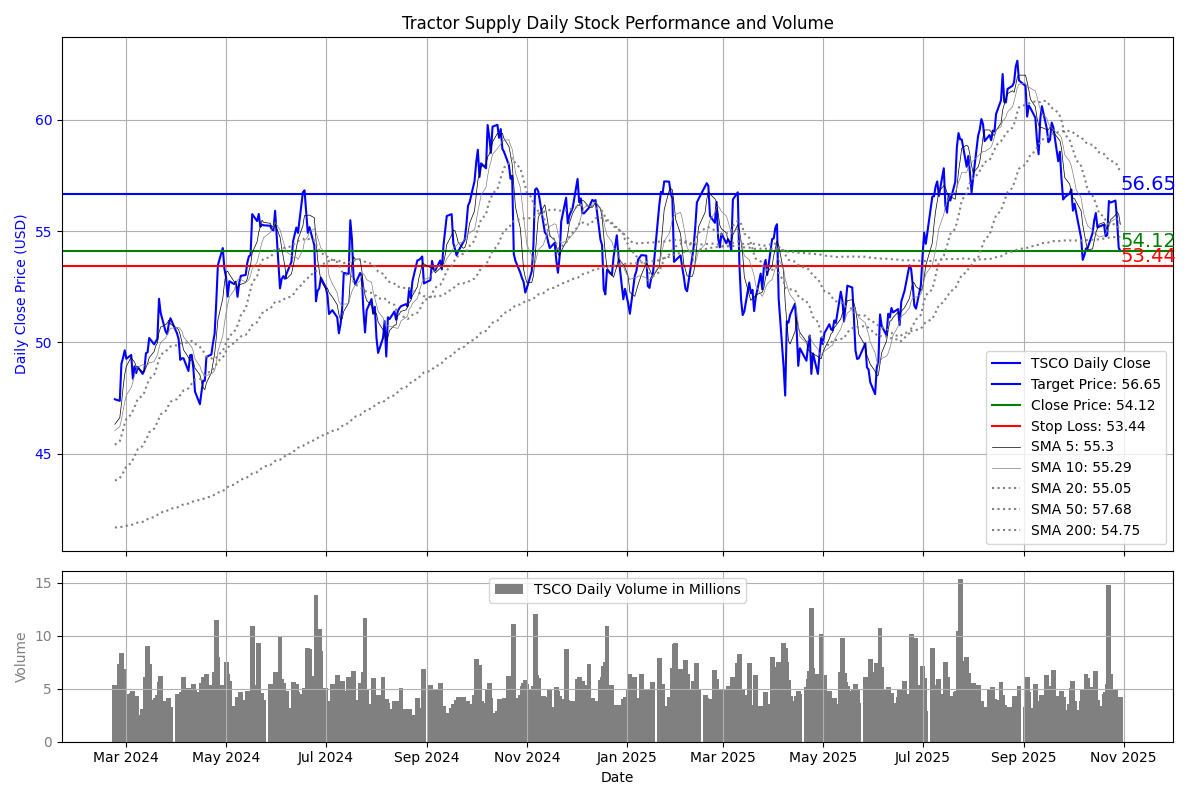 Tractor Supply Daily Stock Performance and Volume
Daily Close Price (USD)
60
55
50
45
56.65
54.12
53.44
TSCO Daily Close
Target Price: 56.65
Close Price: 54.12
Stop Loss: 53.44
SMA 5: 55.3
SMA 10: 55.29
SMA 20: 55.05
SMA 50: 57.68
SMA 200: 54.75
Volume
15
10
5
0
TSCO Daily Volume in Millions
Mar 2024 May 2024 Jul 2024 Sep 2024 Nov 2024 Jan 2025 Mar 2025 May 2025 Jul 2025 Sep 2025 Nov 2025
Date